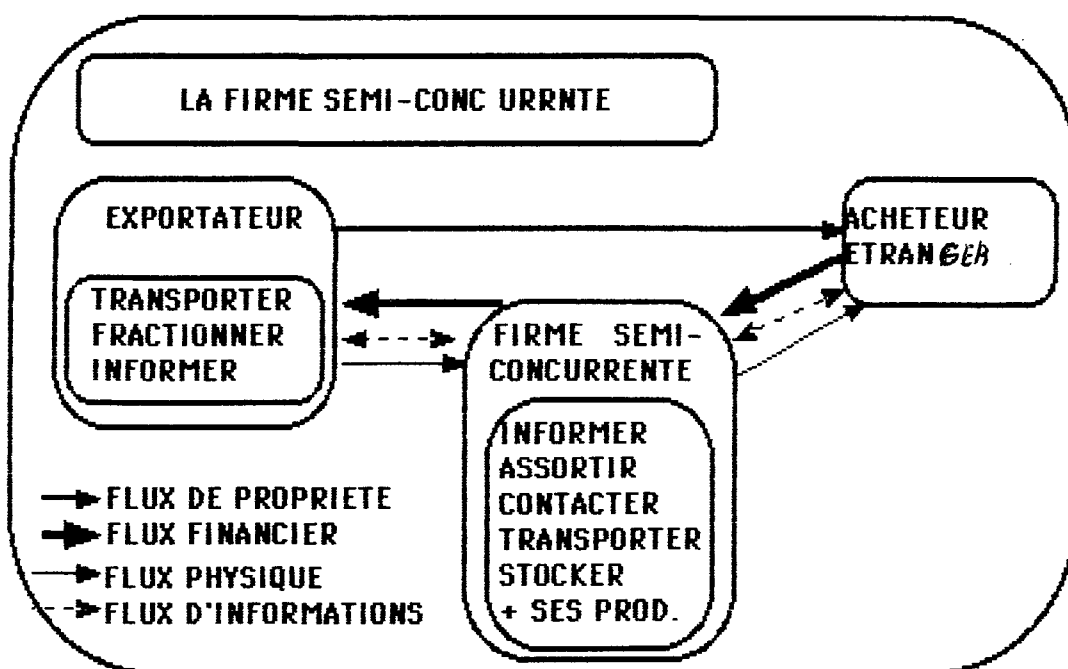 LA FIRME SEMI-CONC URRNTE
EXPORTATEUR
TRANSPORTER
FRACTIONNER
INFORMER
ACHETEUR
ETRANGER
FIRME SEMI-
CONCURRENTE
INFORMER
ASSORTIR
CONTACTER
TRANSPORTER
STOCKER
+ SES PROD.
FLUX DE PROPRIETE
FLUX FINANCIER
FLUX PHYSIQUE
FLUX D'INFORMATIONS